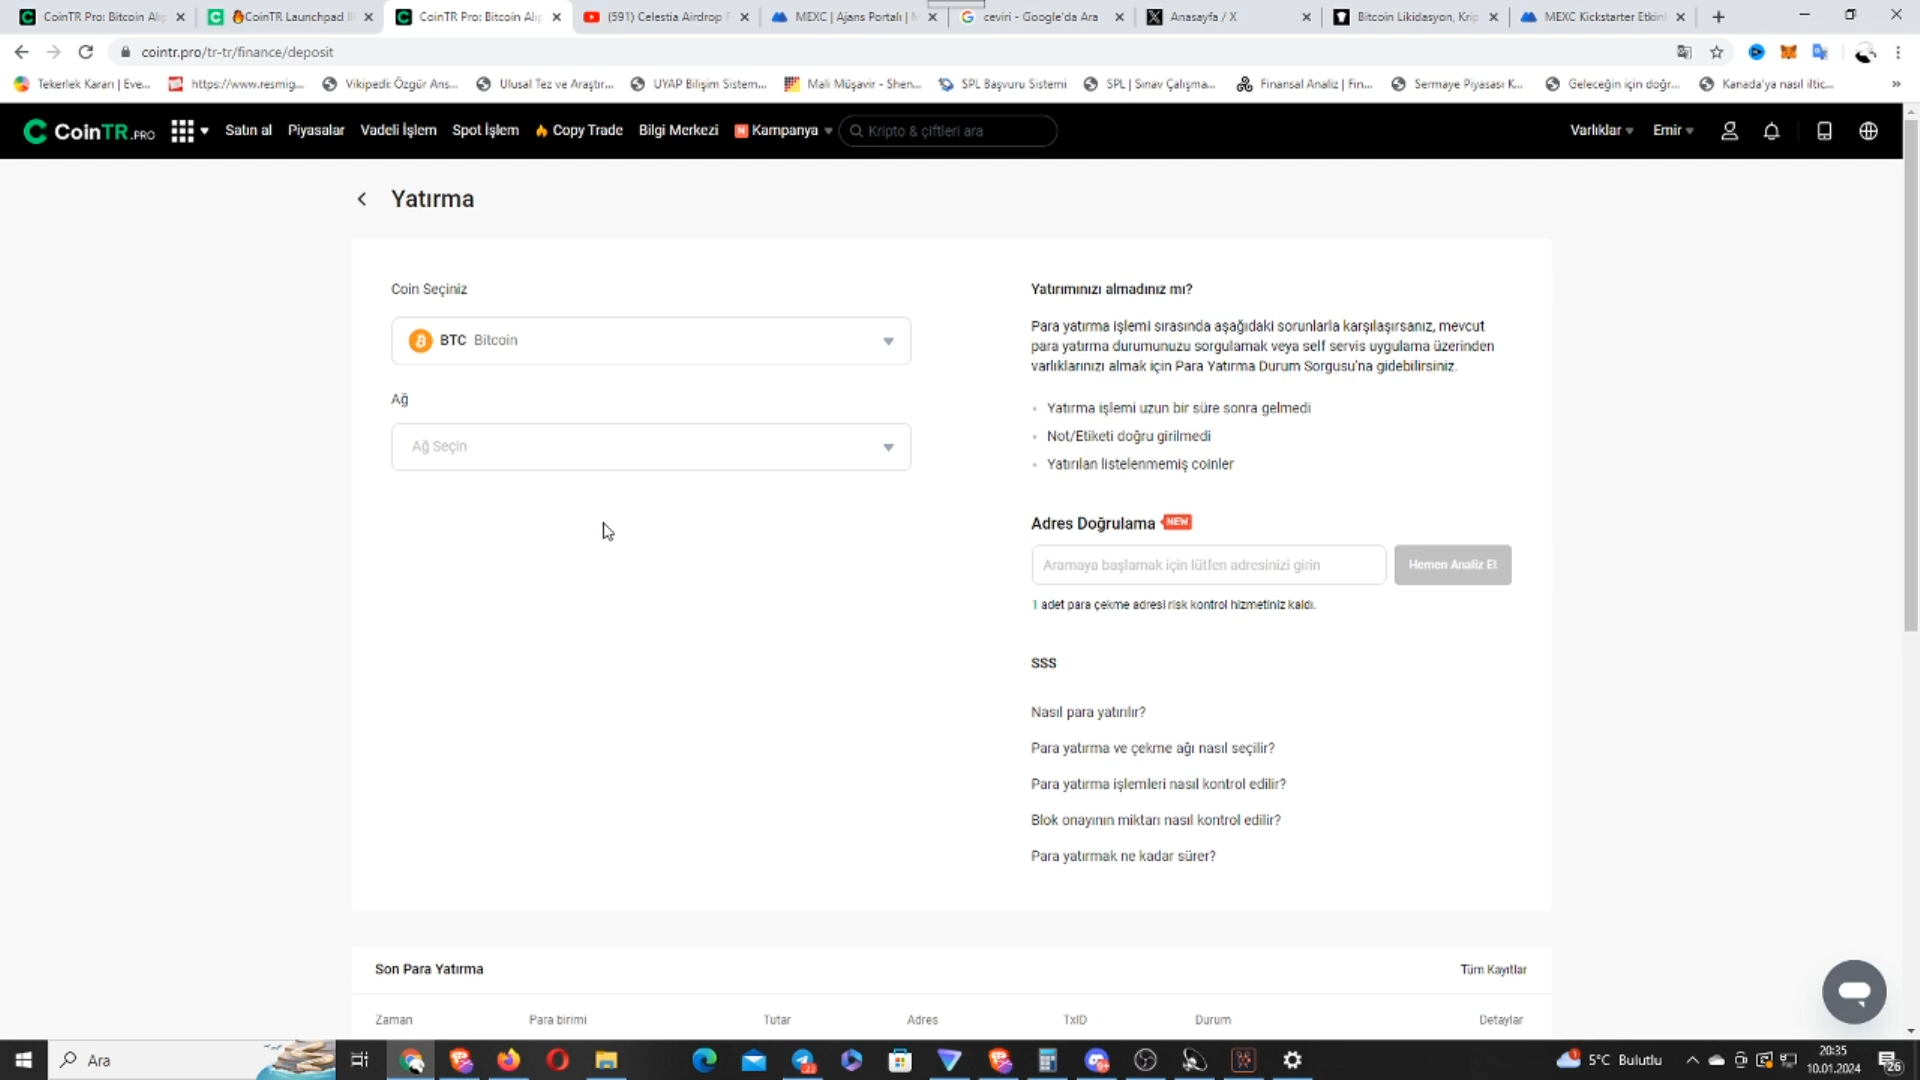 CoinTR Pro: Bitcoin Alış
CoinTR Launchpad
CoinTR Pro: Bitcoin Alış
(591) Celestia Airdrop
MEXC | Ajans Portalı |
ceviri - Google'da Ara
Anasayfa / X
Bitcoin Likidasyon, Krip
MEXC Kickstarter Etkinl
cointr.pro/tr-tr/finance/deposit
Tekerlek Kararı | Eve...
https://www.resmig...
Vikipedi: Özgür Ans...
Ulusal Tez ve Araştır...
UYAP Bilişim Sistem...
Mali Müşavir - Shen...
SPL Başvuru Sistemi
SPL | Sınav Çalışma...
Finansal Analiz | Fin...
Sermaye Piyasası K...
Geleceğin için doğr...
Kanada'ya nasıl iltic...
CoinTR.PRO
Satın al
Piyasalar
Vadeli İşlem
Spot İşlem
Copy Trade
Bilgi Merkezi
N Kampanya
Kripto & çiftleri ara
Varlıklar
Emir
Yatırma
Coin Seçiniz
BTC Bitcoin
Ağ
Ağ Seçin
Yatırımınızı almadınız mı?
Para yatırma işlemi sırasında aşağıdaki sorunlarla karşılaşırsanız, mevcut
para yatırma durumunuzu sorgulamak veya self servis uygulama üzerinden
varlıklarınızı almak için Para Yatırma Durum Sorgusu'na gidebilirsiniz.
Yatırma işlemi uzun bir süre sonra gelmedi
Not/Etiketi doğru girilmedi
Yatırılan listelenmemiş coinler
Adres Doğrulama NEW
Aramaya başlamak için lütfen adresinizi girin
Hemen Analiz Et
1 adet para çekme adresi risk kontrol hizmetiniz kaldı.
SSS
Nasıl para yatırılır?
Para yatırma ve çekme ağı nasıl seçilir?
Para yatırma işlemleri nasıl kontrol edilir?
Blok onayının miktarı nasıl kontrol edilir?
Para yatırmak ne kadar sürer?
Son Para Yatırma
Tüm Kayıtlar
Zaman
Para birimi
Tutar
Adres
TxID
Durum
Detaylar
Ara
5°C Bulutlu
20:35
10.01.2024
26